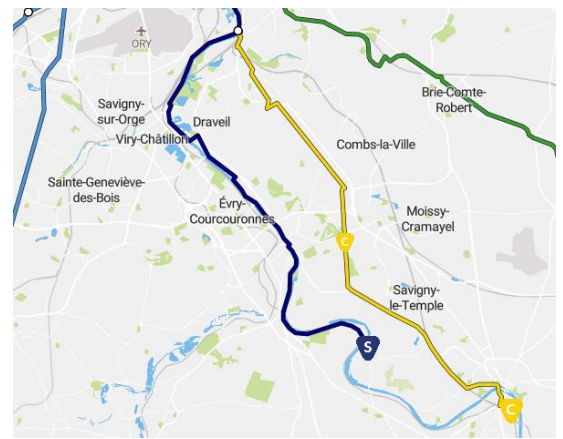 ORY
Brie-Comte-
Robert
Savigny-
sur-Orge
Draveil
Viry-Châtillon
Combs-la-Ville
Sainte-Geneviève-
des-Bois
Évry-
Courcouronnes
Moissy-
Cramayel
C
Savigny-
le-Temple
S
C